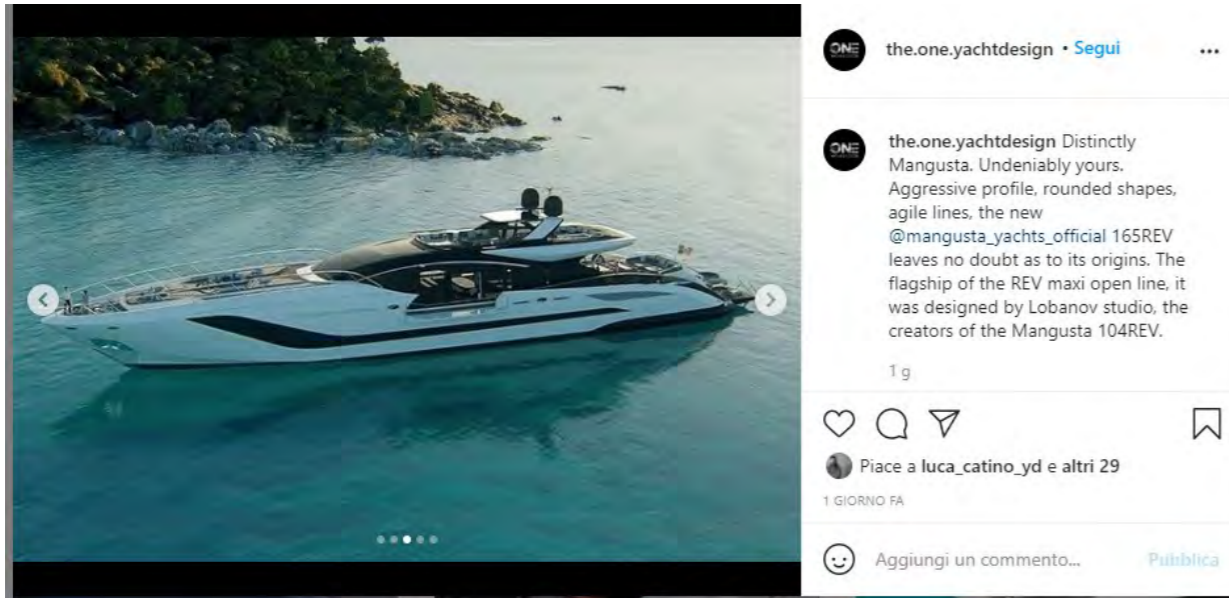 ONE
the.one.yachtdesign • Segui
ONE
the.one.yachtdesign Distinctly
Mangusta. Undeniably yours.
Aggressive profile, rounded shapes,
agile lines, the new
@mangusta_yachts_official 165REV
leaves no doubt as to its origins. The
flagship of the REV maxi open line, it
was designed by Lobanov studio, the
creators of the Mangusta 104REV.
1 g
Piace a luca_catino_yd e altri 29
1 GIORNO FA
Aggiungi un commento... Pubblica